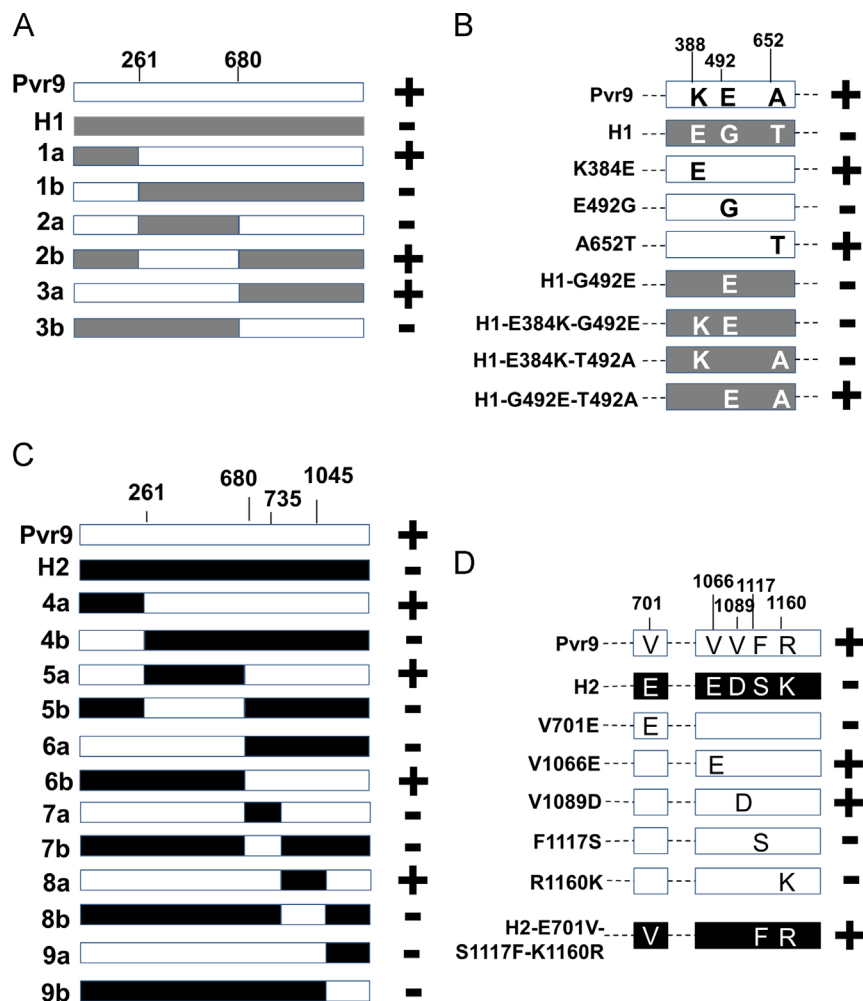 A
261 680
Pvr9 +
H1 -
1a +
1b -
2a -
2b +
3a +
3b -
B
388 492 652
Pvr9 K E A +
H1 E G T -
K384E E +
E492G G -
A652T T +
H1-G492E E -
H1-E384K-G492E K E -
H1-E384K-T492A K A -
H1-G492E-T492A E A +
C
261 680 735 1045
Pvr9 +
H2 -
4a +
4b -
5a +
5b -
6a -
6b +
7a -
7b -
8a +
8b -
9a -
9b -
D
701 1066 1089 1117 1160
Pvr9 V V V F R +
H2 E E D S K -
V701E E -
V1066E E +
V1089D D +
F1117S S -
R1160K K -
H2-E701V-
S1117F-K1160R V F R +